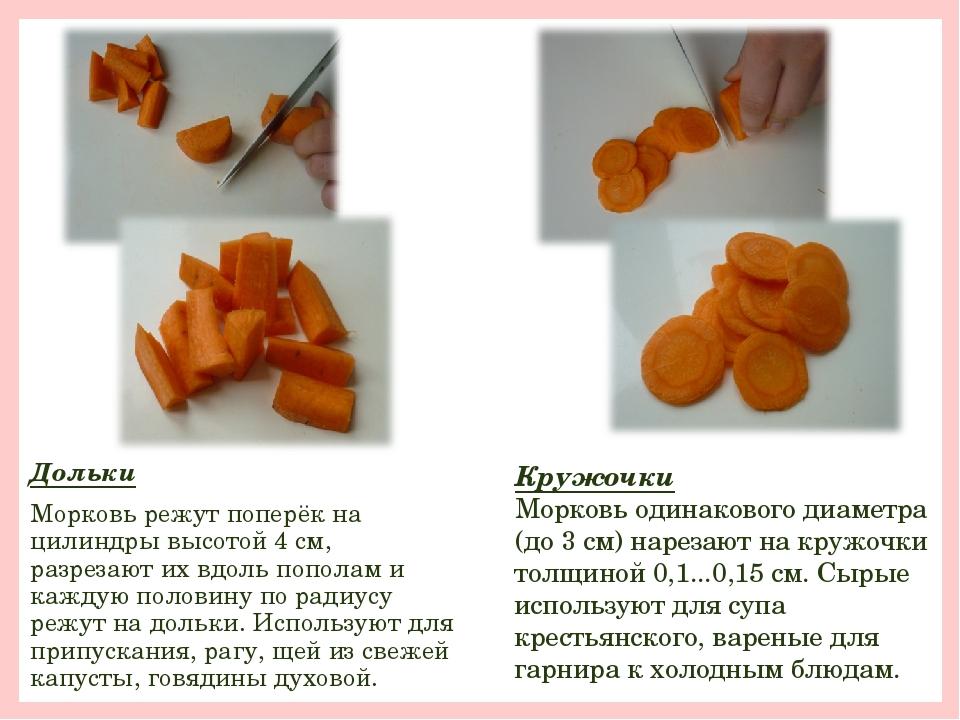 Дольки
Морковь режут поперёк на
цилиндры высотой 4 см,
разрезают их вдоль пополам и
каждую половину по радиусу
режут на дольки. Используют для
припускания, рагу, щей из свежей
капусты, говядины духовой.
Кружочки
Морковь одинакового диаметра
(до 3 см) нарезают на кружочки
толщиной 0,1...0,15 см. Сырые
используют для супа
крестьянского, вареные для
гарнира к холодным блюдам.